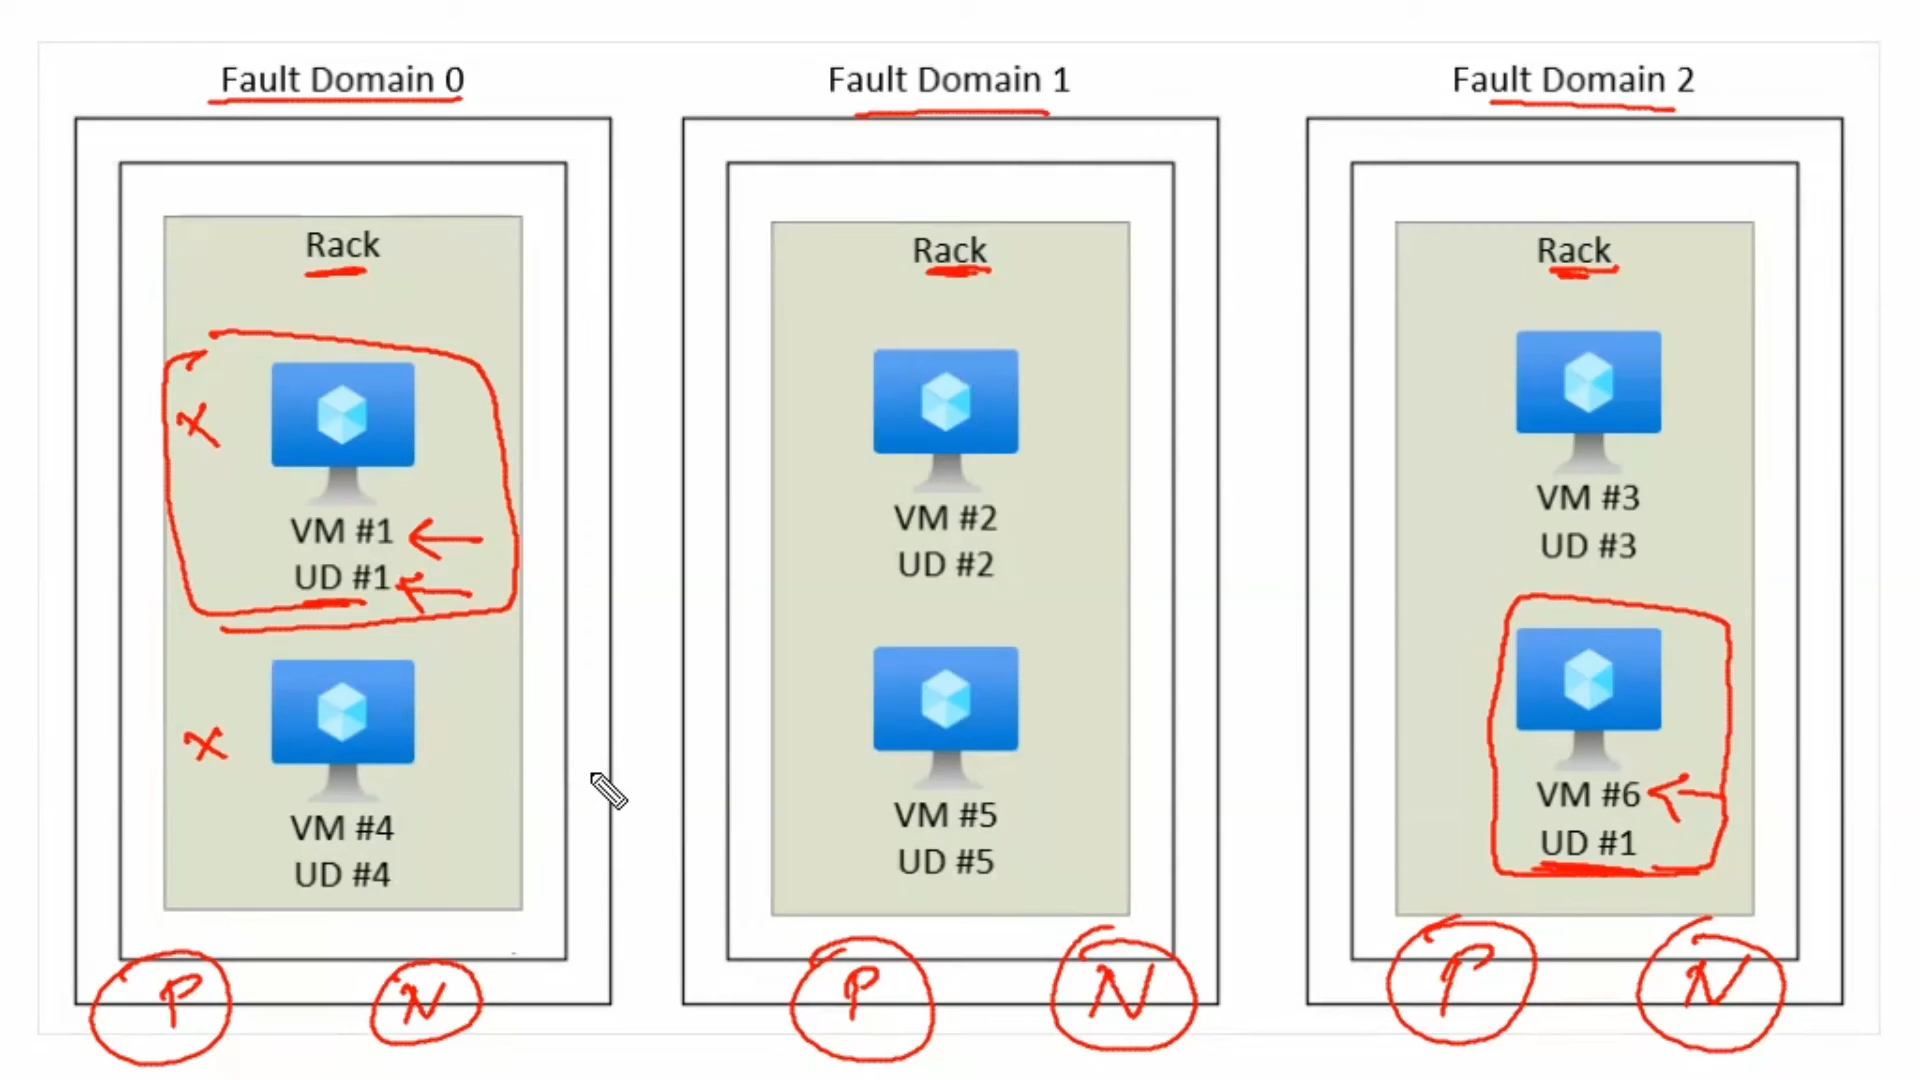 Fault Domain 0
Rack
X
VM #1
UD #1
X
VM #4
UD #4
P
N
Fault Domain 1
Rack
VM #2
UD #2
VM #5
UD #5
P
N
Fault Domain 2
Rack
VM #3
UD #3
VM #6
UD #1
P
N